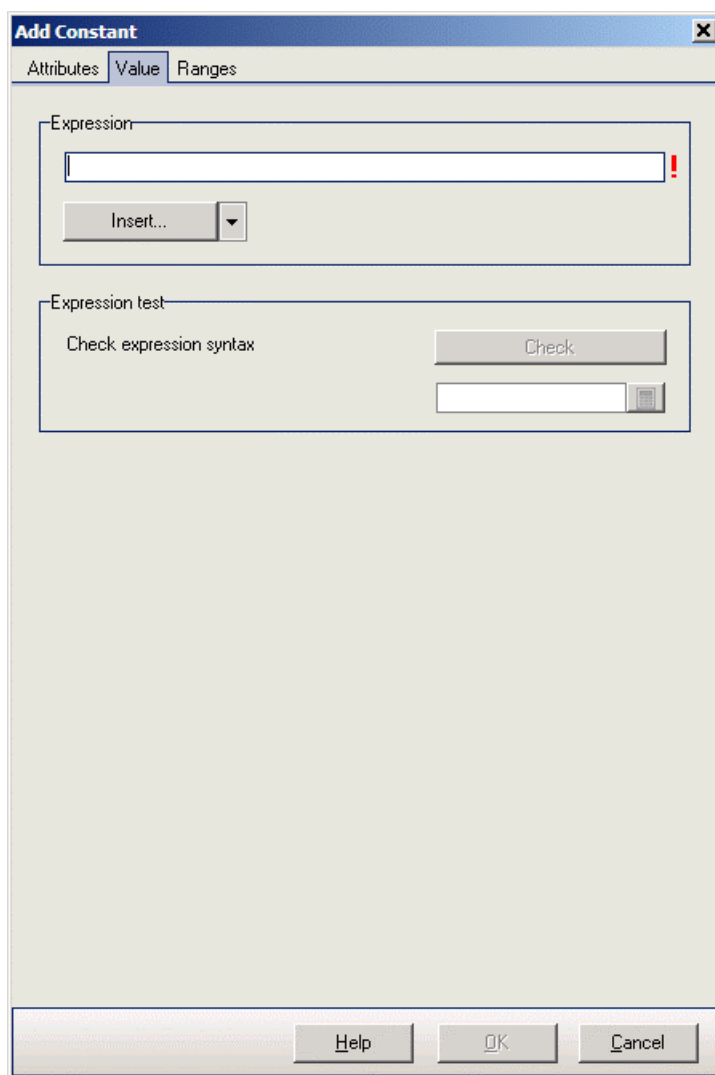 Add Constant
Attributes Value Ranges
Expression
!
Insert...
Expression test
Check expression syntax Check
Help OK Cancel